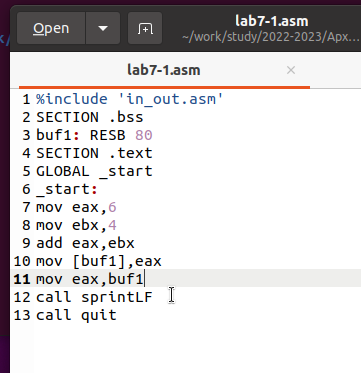 Open
lab7-1.asm
~/work/study/2022-2023/Apx...
lab7-1.asm ×
1 %include 'in_out.asm'
2 SECTION .bss
3 buf1: RESB 80
4 SECTION .text
5 GLOBAL _start
6 _start:
7 mov eax,6
8 mov ebx,4
9 add eax,ebx
10 mov [buf1],eax
11 mov eax,buf1
12 call sprintLF
13 call quit